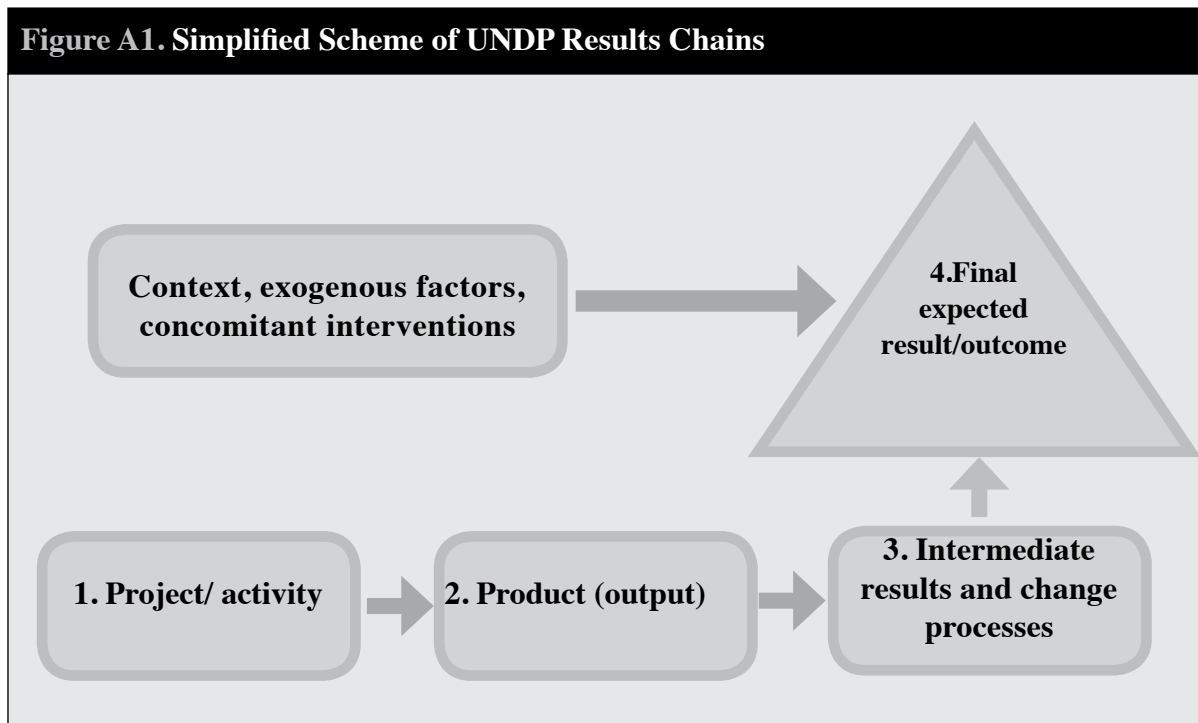 Figure A1. Simplified Scheme of UNDP Results Chains
Context, exogenous factors,
concomitant interventions
4.Final
expected
result/outcome
1. Project/ activity
2. Product (output)
3. Intermediate
results and change
processes